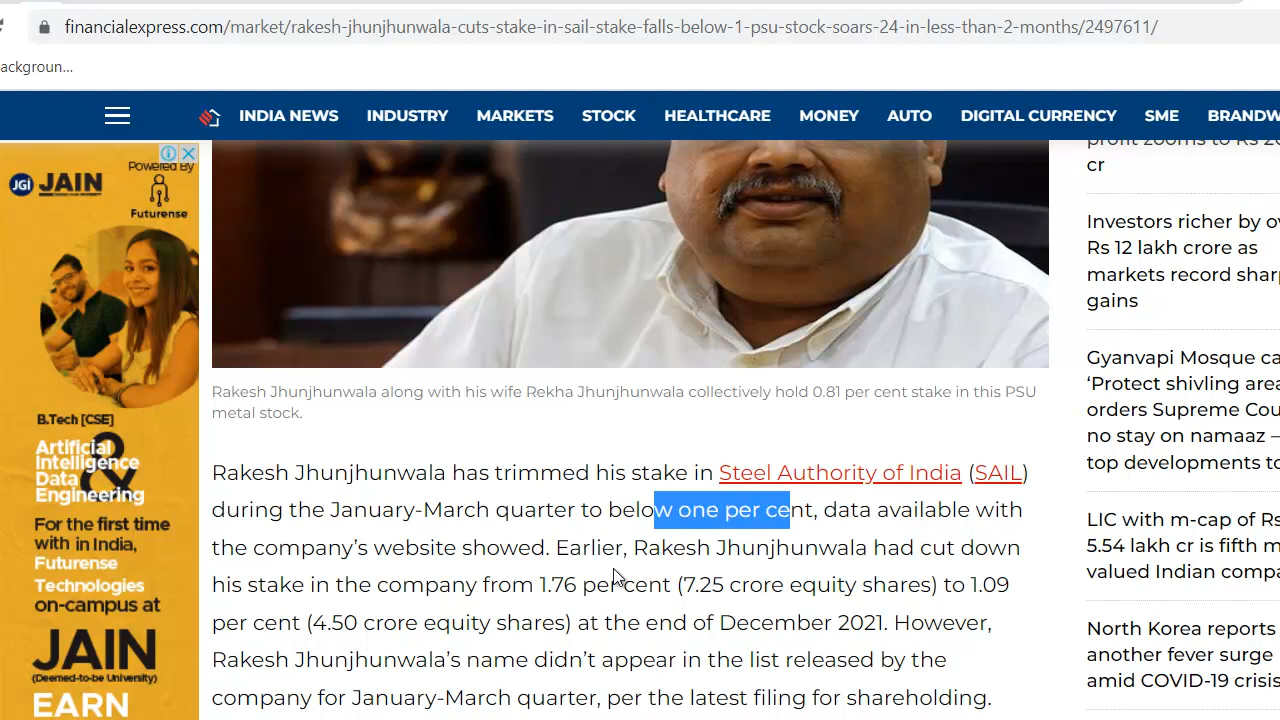 financialexpress.com/market/rakesh-jhunjhunwala-cuts-stake-in-sail-stake-falls-below-1-psu-stock-soars-24-in-less-than-2-months/2497611/
ackgroun...
INDIA NEWS INDUSTRY MARKETS STOCK HEALTHCARE MONEY AUTO DIGITAL CURRENCY SME BRANDW
Powered By
JGi JAIN
Futurense
B.Tech [CSE]
Artificial
Intelligence
&
Data
Engineering
For the first time
with in India,
Futurense
Technologies
on-campus at
JAIN
(Deemed-to-be University)
EARN
Rakesh Jhunjhunwala along with his wife Rekha Jhunjhunwala collectively hold 0.81 per cent stake in this PSU
metal stock.
Rakesh Jhunjhunwala has trimmed his stake in Steel Authority of India (SAIL)
during the January-March quarter to below one per cent, data available with
the company's website showed. Earlier, Rakesh Jhunjhunwala had cut down
his stake in the company from 1.76 per cent (7.25 crore equity shares) to 1.09
per cent (4.50 crore equity shares) at the end of December 2021. However,
Rakesh Jhunjhunwala's name didn't appear in the list released by the
company for January-March quarter, per the latest filing for shareholding.
profit zooms to Rs
cr
Investors richer by
Rs 12 lakh crore as
markets record shar
gains
Gyanvapi Mosque ca
'Protect shivling area
orders Supreme Cou
no stay on namaaz –
top developments to
LIC with m-cap of Rs
5.54 lakh cr is fifth m
valued Indian compa
North Korea reports
another fever surge
amid COVID-19 crisis